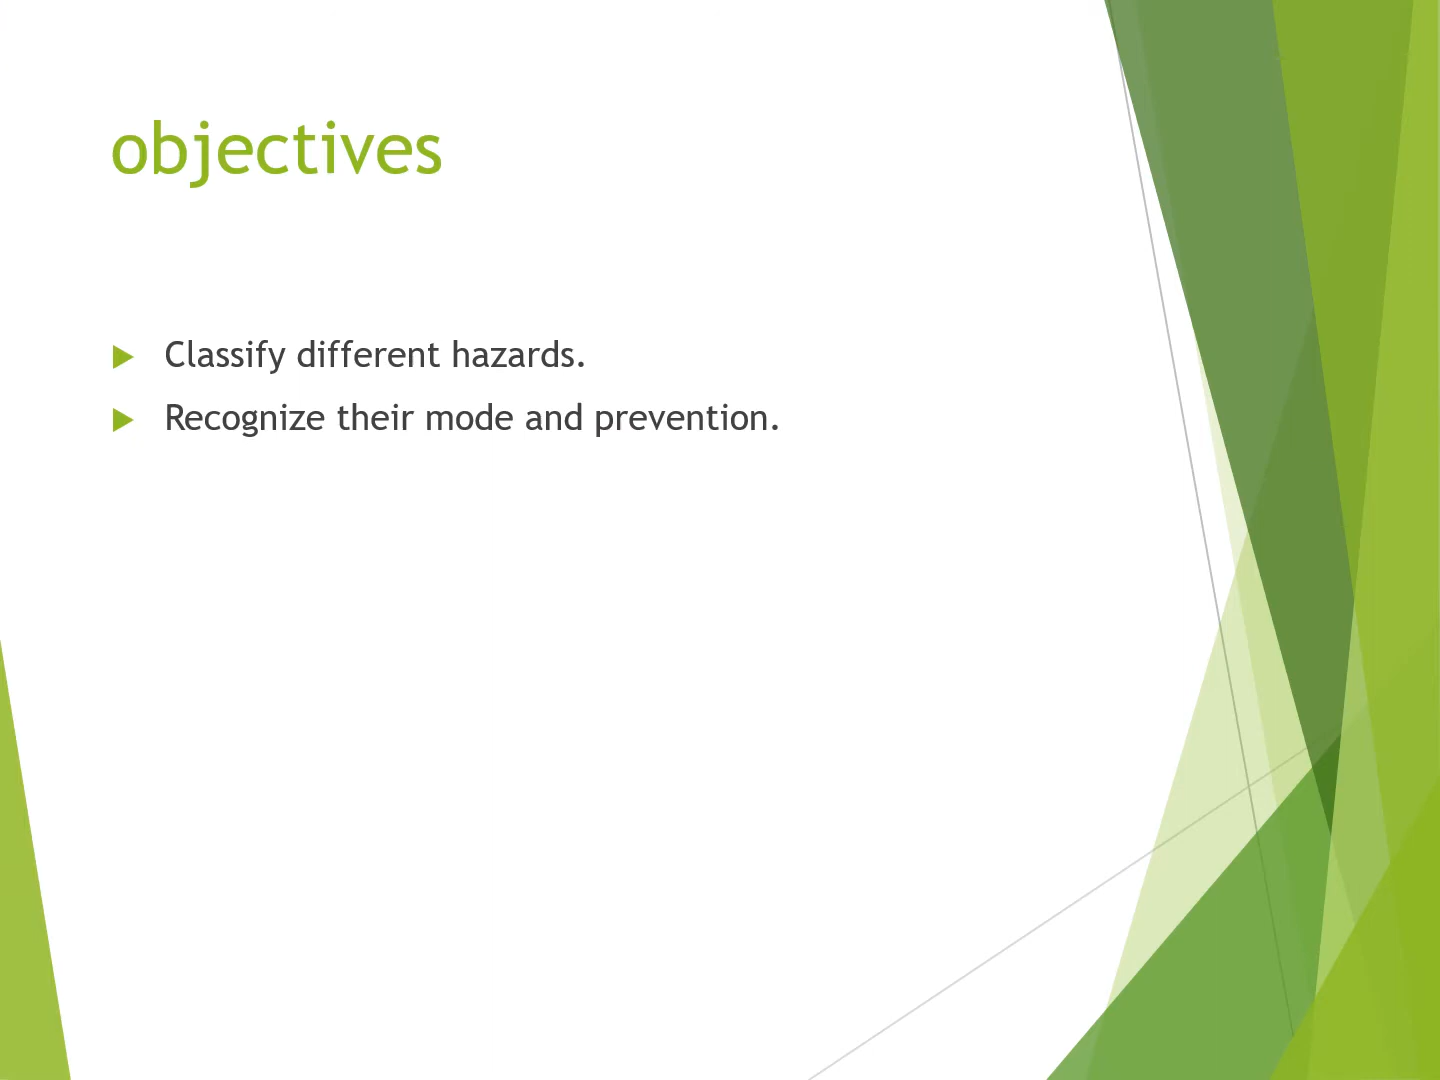 objectives
Classify different hazards.
Recognize their mode and prevention.